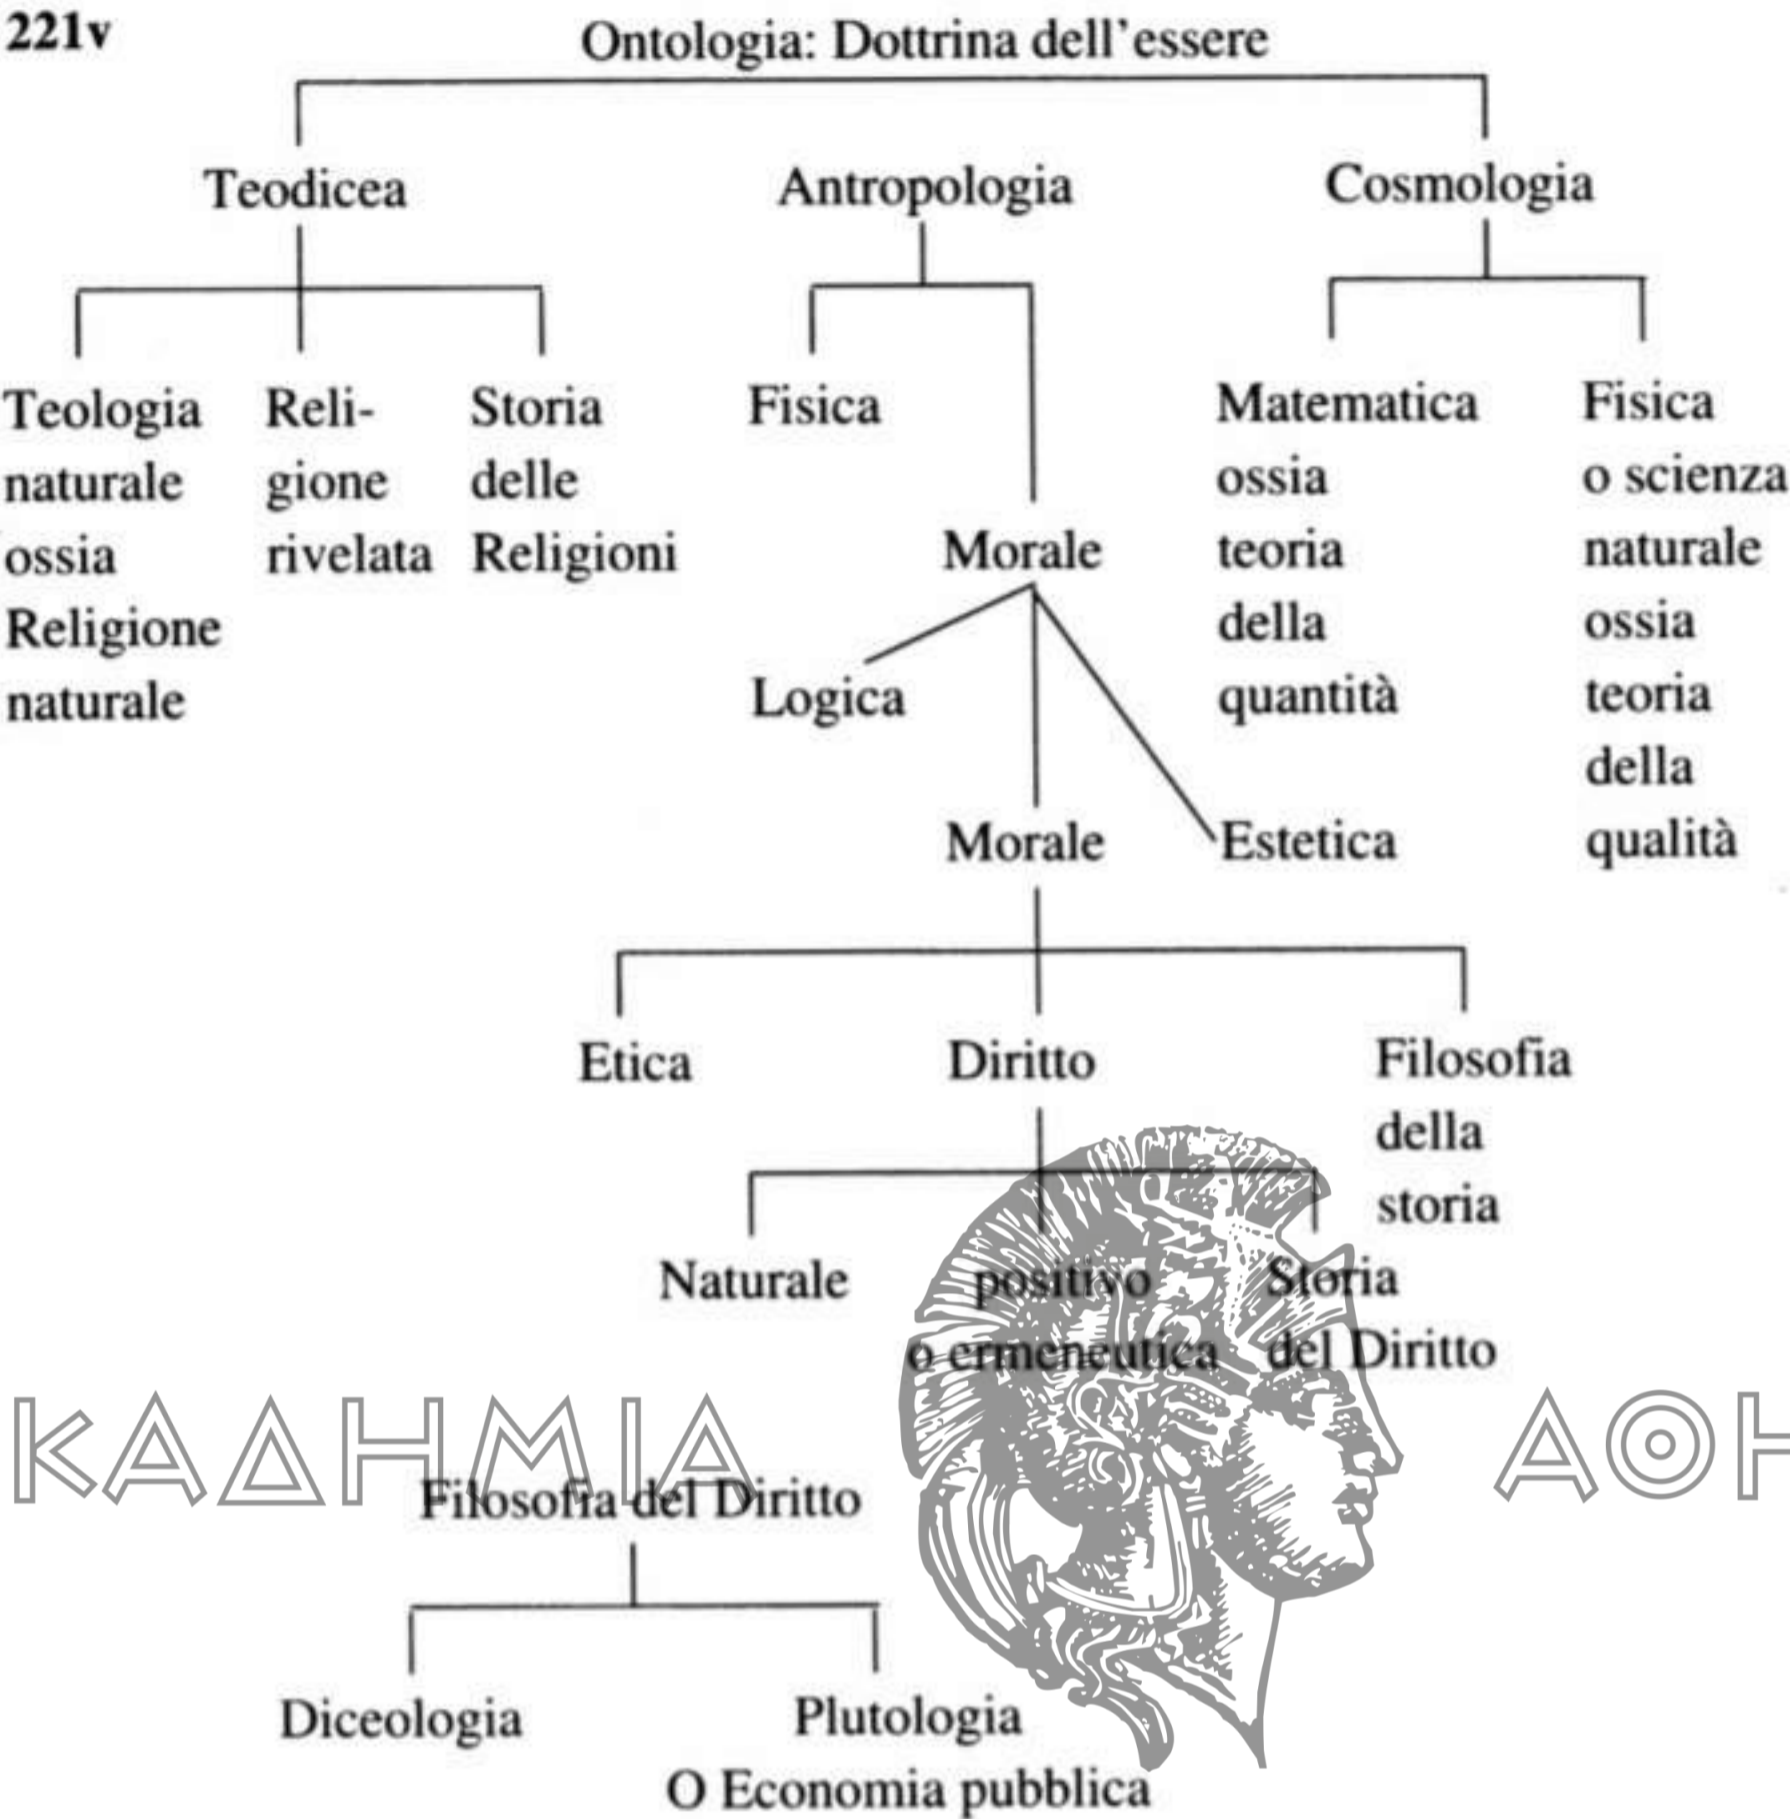 221v
Ontologia: Dottrina dell'essere
Teodicea
Antropologia
Cosmologia
Teologia
naturale
ossia
Religione
naturale
Reli-
gione
rivelata
Storia
delle
Religioni
Fisica
Morale
Matematica
ossia
teoria
della
quantità
Fisica
o scienza
naturale
ossia
teoria
della
qualità
Logica
Morale
Estetica
Etica
Diritto
Filosofia
della
storia
Naturale
positivo
o ermeneutica
Storia
del Diritto
ΚΑΔΗΜΙΑ
ΑΘΗ
Filosofia del Diritto
Diceologia
Plutologia
O Economia pubblica